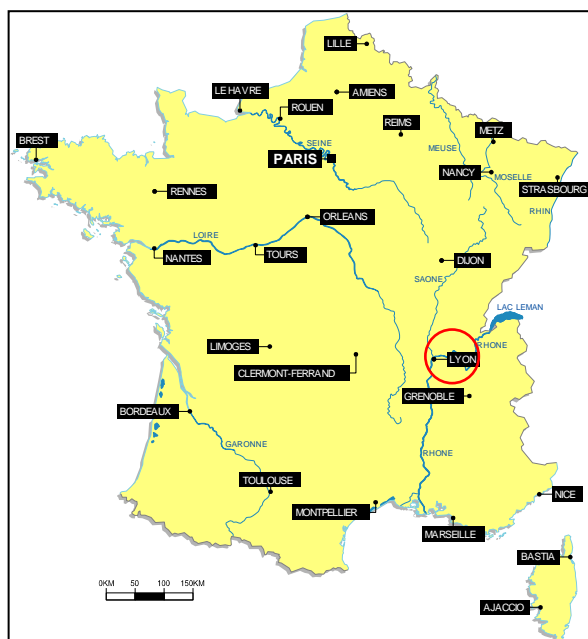 LILLE
LE HAVRE
AMIENS
ROUEN
REIMS
METZ
BREST
SEINE
MEUSE
PARIS
NANCY
MOSELLE
RENNES
STRASBOURG
ORLEANS
RHIN
LOIRE
NANTES
TOURS
DIJON
SAONE
LAC LEMAN
LIMOGES
RHONE
LYON
CLERMONT-FERRAND
GRENOBLE
BORDEAUX
GARONNE
RHONE
TOULOUSE
NICE
MONTPELLIER
MARSEILLE
BASTIA
0KM 50 100 150KM
AJACCIO